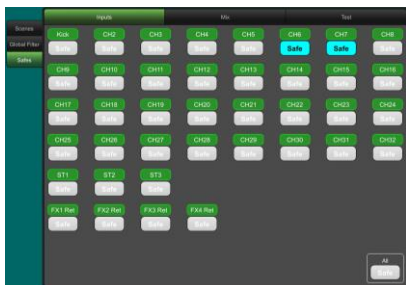 Inputs Mix Test
Scenes
Global Filter
Safes
Kick CH2 CH3 CH4 CH5 CH6 CH7 CH8
Safe Safe Safe Safe Safe Safe Safe Safe
CH9 CH10 CH11 CH12 CH13 CH14 CH15 CH16
Safe Safe Safe Safe Safe Safe Safe Safe
CH17 CH18 CH19 CH20 CH21 CH22 CH23 CH24
Safe Safe Safe Safe Safe Safe Safe Safe
CH25 CH26 CH27 CH28 CH29 CH30 CH31 CH32
Safe Safe Safe Safe Safe Safe Safe Safe
ST1 ST2 ST3
Safe Safe Safe
FX1 Ret FX2 Ret FX3 Ret FX4 Ret
Safe Safe Safe Safe
All
Safe